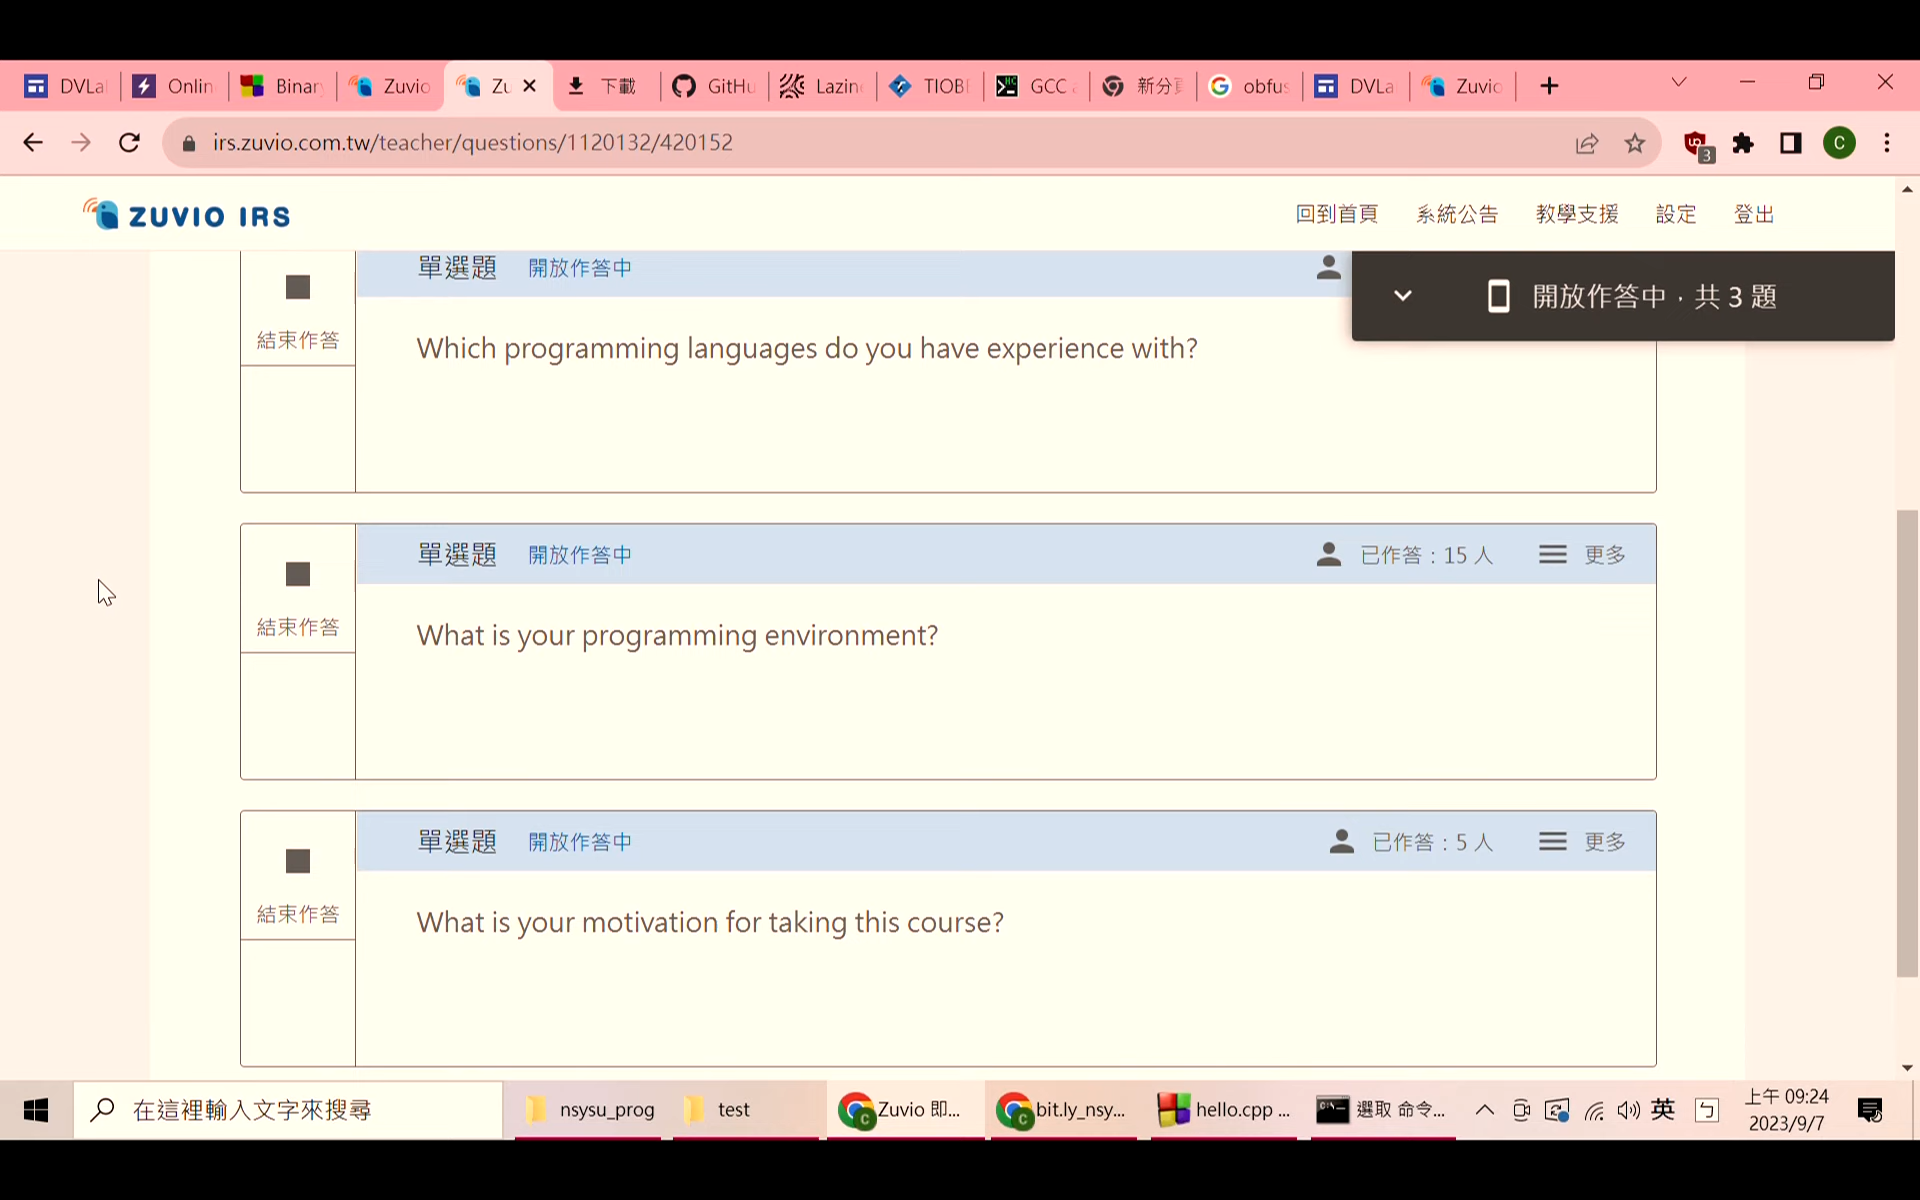 DVLa
Onlin
Binar
Zuvio
Zu
下載
GitHu
Lazin
TIOBI
GCC
新分頁
obfus
DVLa
Zuvio
irs.zuvio.com.tw/teacher/questions/1120132/420152
3
C
ZUVIO IRS
回到首頁
系統公告
教學支援
設定
登出
單選題 開放作答中
開放作答中 · 共 3 題
結束作答
Which programming languages do you have experience with?
單選題 開放作答中 已作答：15 人 更多
結束作答
What is your programming environment?
單選題 開放作答中 已作答：5 人 更多
結束作答
What is your motivation for taking this course?
在這裡輸入文字來搜尋
nsysu_prog
test
Zuvio 即...
bit.ly_nsy...
hello.cpp ...
選取 命令...
英
ㄅ
上午 09:24
2023/9/7